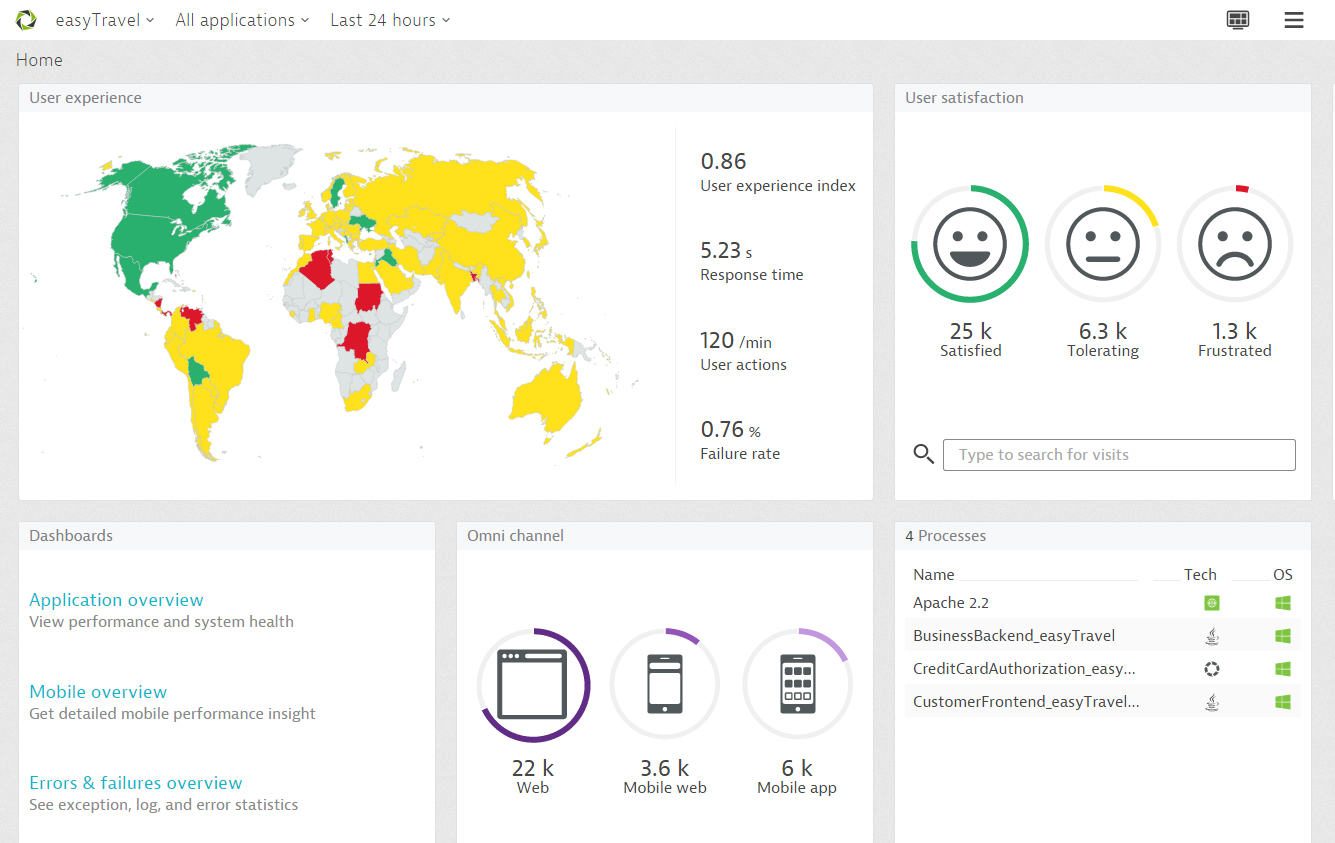 easyTravel All applications Last 24 hours
Home
User experience
0.86
User experience index
5.23 s
Response time
120 /min
User actions
0.76 %
Failure rate
User satisfaction
25 k 6.3 k 1.3 k
Satisfied Tolerating Frustrated
Type to search for visits
Dashboards
Application overview
View performance and system health
Mobile overview
Get detailed mobile performance insight
Errors & failures overview
See exception, log, and error statistics
Omni channel
22 k 3.6 k 6 k
Web Mobile web Mobile app
4 Processes
Name Tech OS
Apache 2.2
BusinessBackend_easyTravel
CreditCardAuthorization_easy...
CustomerFrontend_easyTravel...